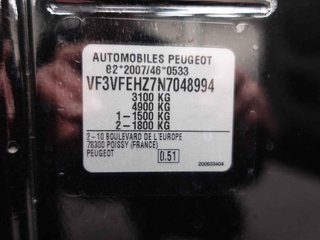 AUTOMOBILES PEUGEOT
e2*2007/46*0533
VF3VFEHZ7N7048994
3100 KG
4900 KG
1-1500 KG
2-1800 KG
2-10 BOULEVARD DE L'EUROPE
78300 POISSY (FRANCE)
PEUGEOT
0.51
200633404